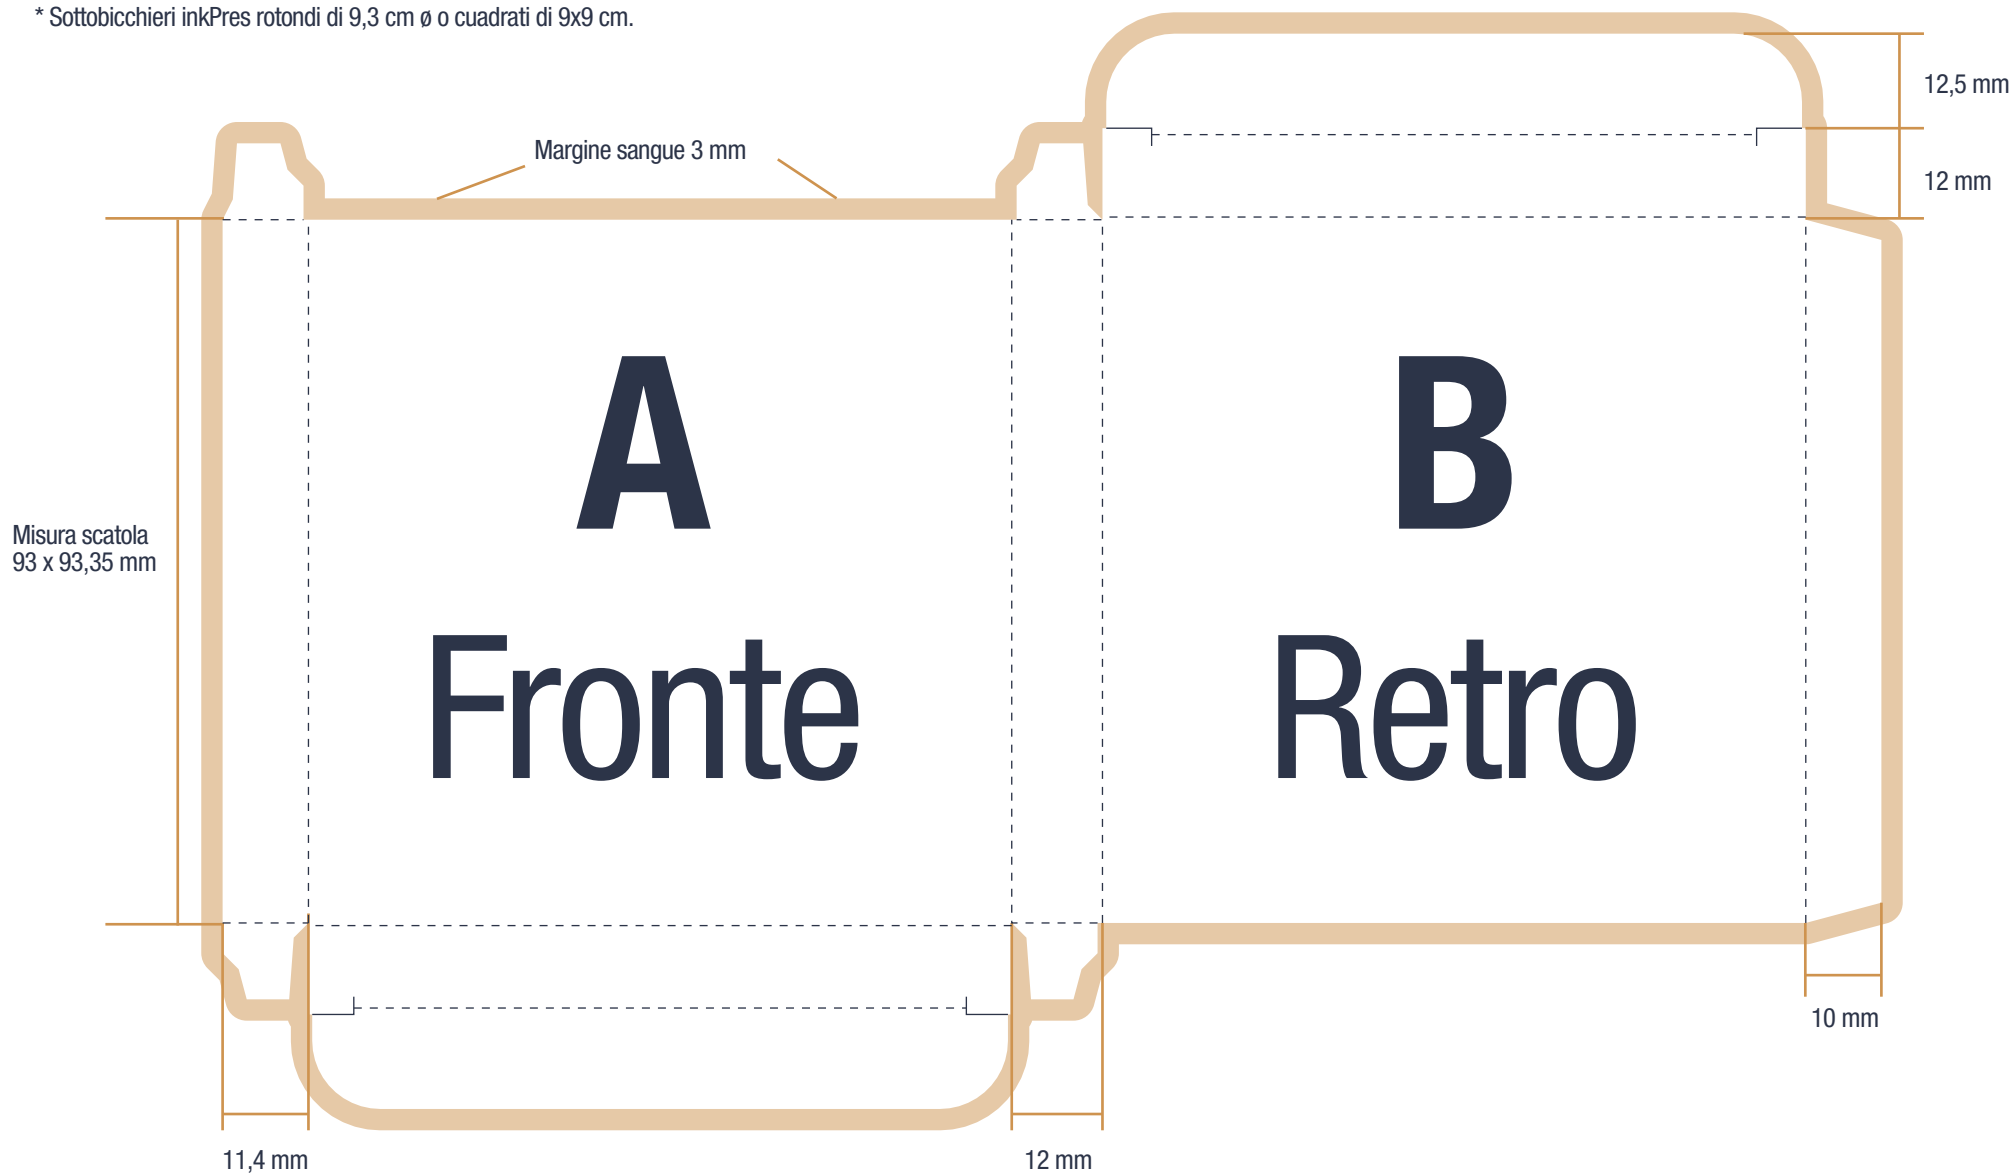 * Sottobicchieri inkPres rotondi di 9,3 cm ø o cuadrati di 9x9 cm.
12,5 mm
Margine sangue 3 mm
12 mm
A
B
Misura scatola
93 x 93,35 mm
Fronte
Retro
10 mm
11,4 mm
12 mm